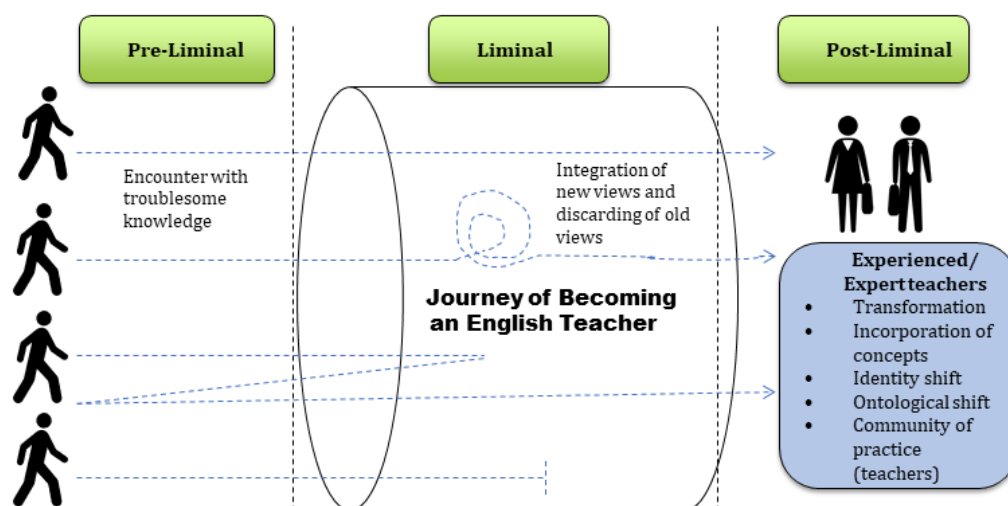 Pre-Liminal
Liminal
Post-Liminal
Encounter with
troublesome
knowledge
Integration of
new views and
discarding of old
views
Journey of Becoming
an English Teacher
Experienced/
Expert teachers
• Transformation
• Incorporation of
concepts
• Identity shift
• Ontological shift
• Community of
practice
(teachers)